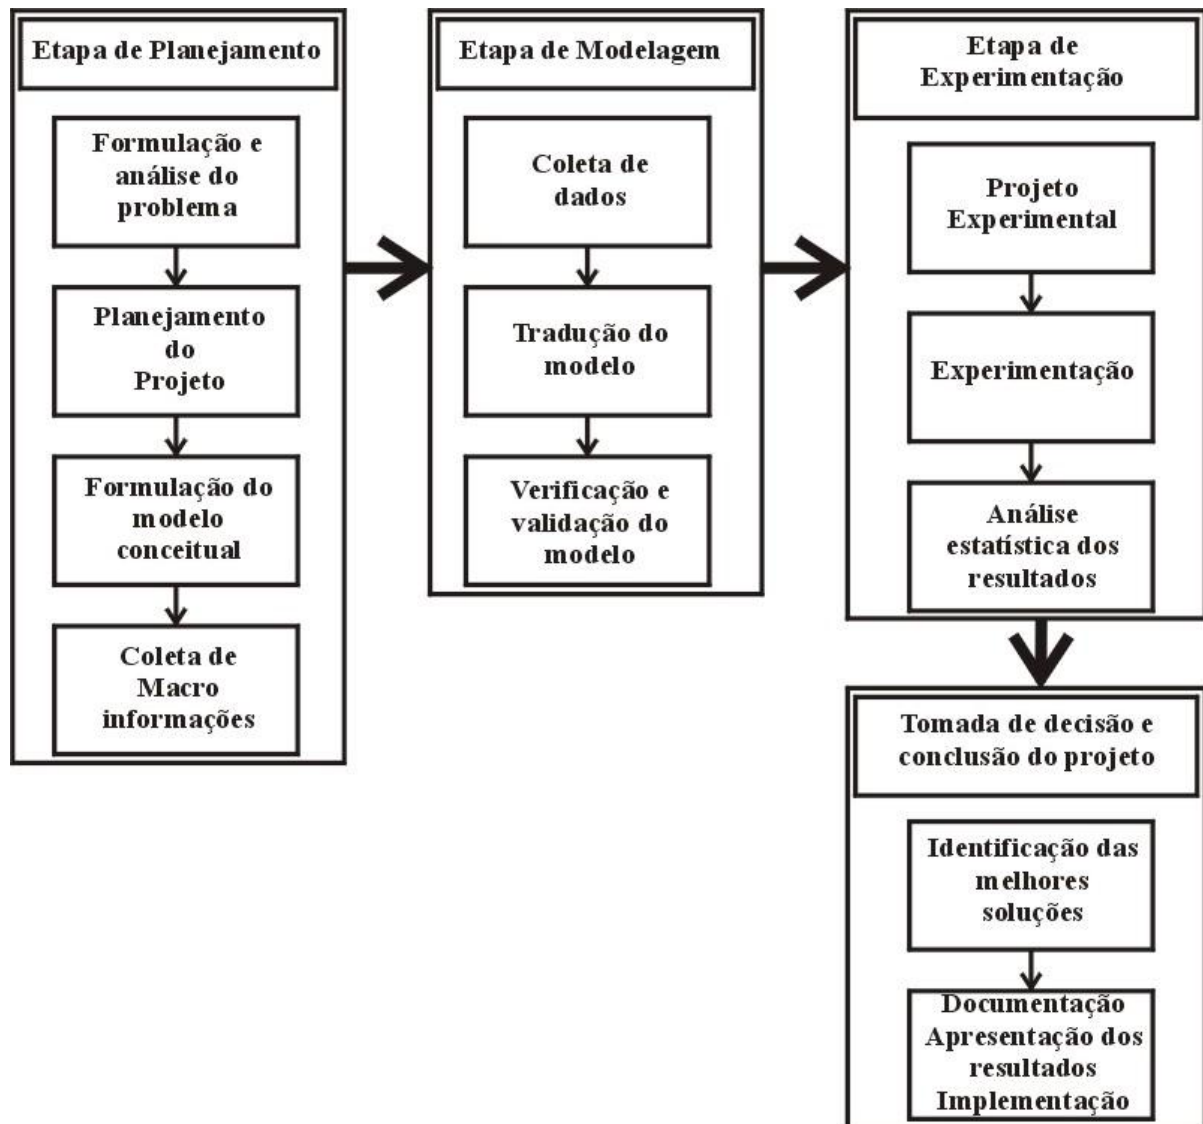 Etapa de Planejamento
Formulação e
análise do
problema
Planejamento
do
Projeto
Formulação do
modelo
conceitual
Coleta de
Macro
informações
Etapa de Modelagem
Coleta de
dados
Tradução do
modelo
Verificação e
validação do
modelo
Etapa de
Experimentação
Projeto
Experimental
Experimentação
Análise
estatística dos
resultados
Tomada de decisão e
conclusão do projeto
Identificação das
melhores
soluções
Documentação
Apresentação dos
resultados
Implementação